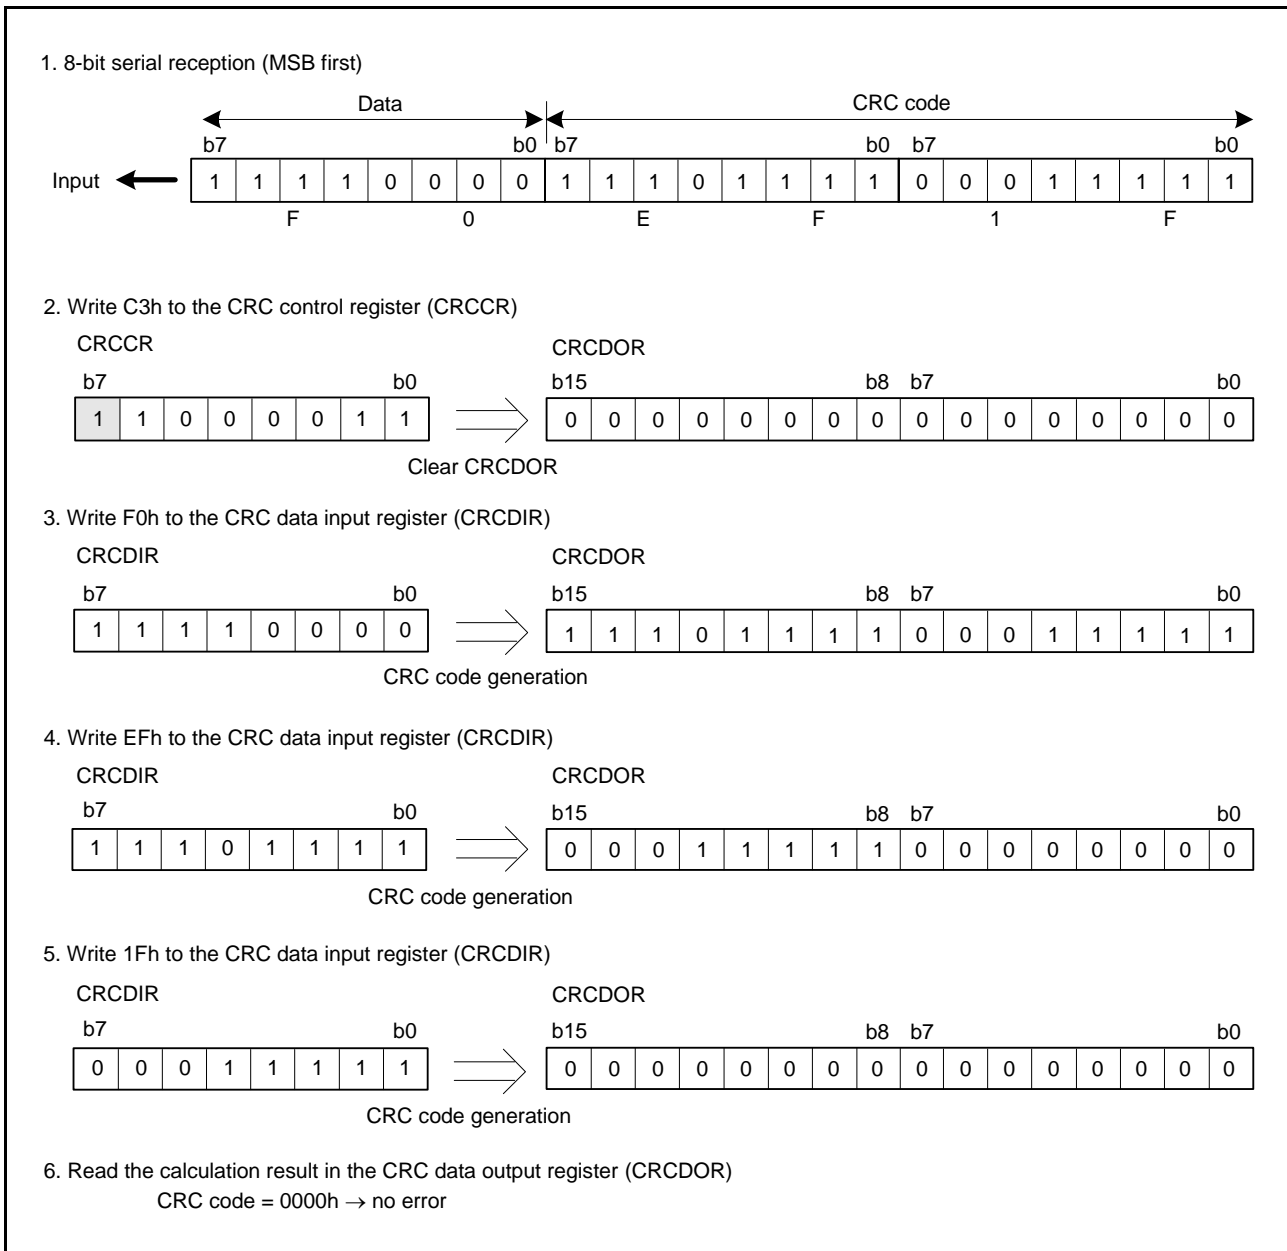 1. 8-bit serial reception (MSB first)
Data CRC code
b7 b0 b7 b0 b7 b0
Input 1 1 1 1 0 0 0 0 1 1 1 0 1 1 1 1 0 0 0 1 1 1 1 1
F 0 E F 1 F
2. Write C3h to the CRC control register (CRCCR)
CRCCR CRCDOR
b7 b0 b15 b8 b7 b0
1 1 0 0 0 0 1 1 0 0 0 0 0 0 0 0 0 0 0 0 0 0 0 0
Clear CRCDOR
3. Write F0h to the CRC data input register (CRCDIR)
CRCDIR CRCDOR
b7 b0 b15 b8 b7 b0
1 1 1 1 0 0 0 0 1 1 1 0 1 1 1 1 0 0 0 1 1 1 1 1
CRC code generation
4. Write EFh to the CRC data input register (CRCDIR)
CRCDIR CRCDOR
b7 b0 b15 b8 b7 b0
1 1 1 0 1 1 1 1 0 0 0 1 1 1 1 1 0 0 0 0 0 0 0 0
CRC code generation
5. Write 1Fh to the CRC data input register (CRCDIR)
CRCDIR CRCDOR
b7 b0 b15 b8 b7 b0
0 0 0 1 1 1 1 1 0 0 0 0 0 0 0 0 0 0 0 0 0 0 0 0
CRC code generation
6. Read the calculation result in the CRC data output register (CRCDOR)
CRC code = 0000h → no error